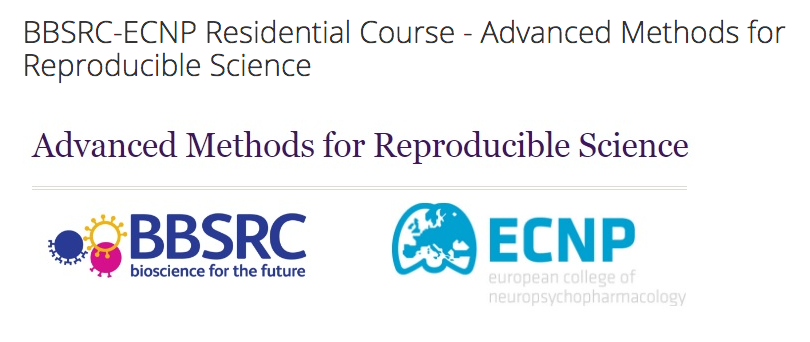 BBSRC-ECNP Residential Course - Advanced Methods for
Reproducible Science
Advanced Methods for Reproducible Science
BBSRC
bioscience for the future
ECNP
european college of
neuropsychopharmacology